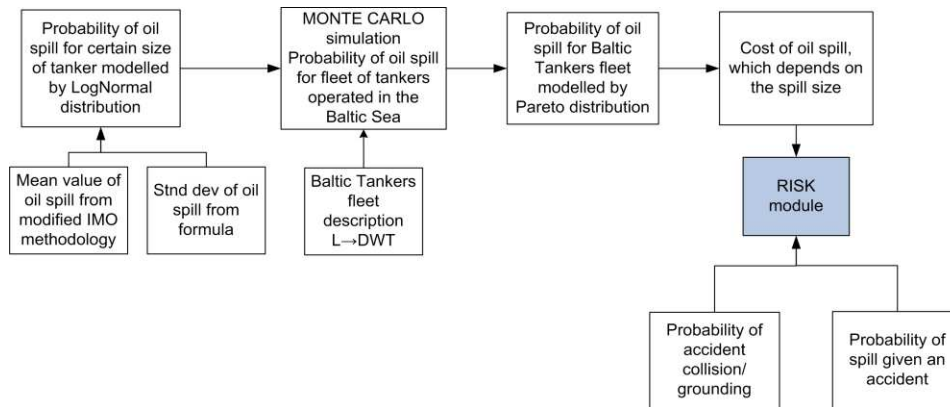 Probability of oil
spill for certain size
of tanker modelled
by LogNormal
distribution
MONTE CARLO
simulation
Probability of oil spill
for fleet of tankers
operated in the
Baltic Sea
Probability of oil
spill for Baltic
Tankers fleet
modelled by
Pareto distribution
Cost of oil spill,
which depends on
the spill size
Mean value of
oil spill from
modified IMO
methodology
Stnd dev of oil
spill from
formula
Baltic Tankers
fleet
description
L→DWT
RISK
module
Probability of
accident
collision/
grounding
Probability of
spill given an
accident